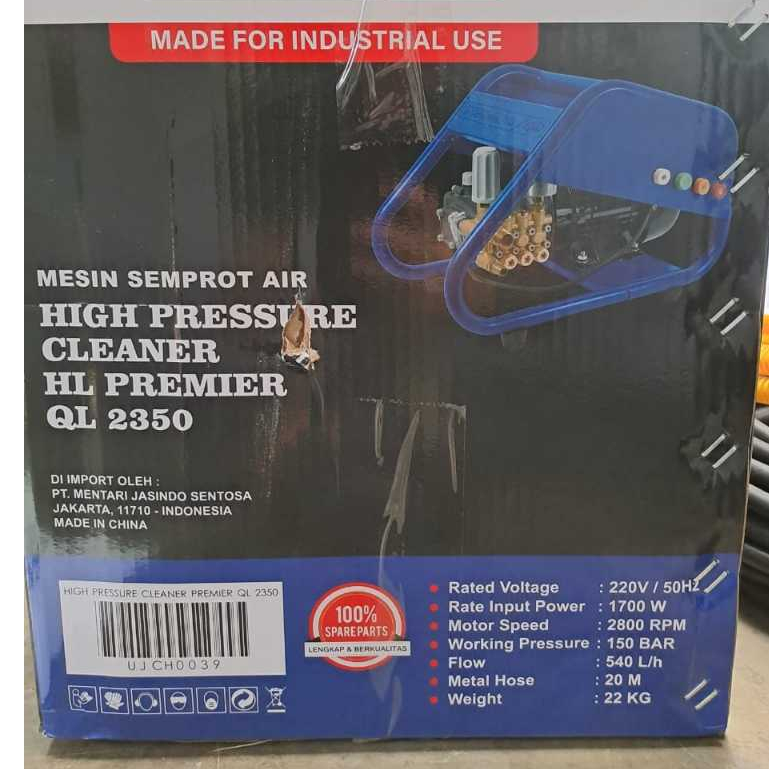 MADE FOR INDUSTRIAL USE
MESIN SEMPROT AIR
HIGH PRESSURE
CLEANER
HL PREMIER
QL 2350
DI IMPORT OLEH :
PT. MENTARI JASINDO SENTOSA
JAKARTA, 11710 - INDONESIA
MADE IN CHINA
HIGH PRESSURE CLEANER PREMIER QL 2350
UJCH0039
100%
SPAREPARTS
LENGKAP & BERKUALITAS
Rated Voltage : 220V / 50HZ
Rate Input Power : 1700 W
Motor Speed : 2800 RPM
Working Pressure : 150 BAR
Flow : 540 L/h
Metal Hose : 20 M
Weight : 22 KG